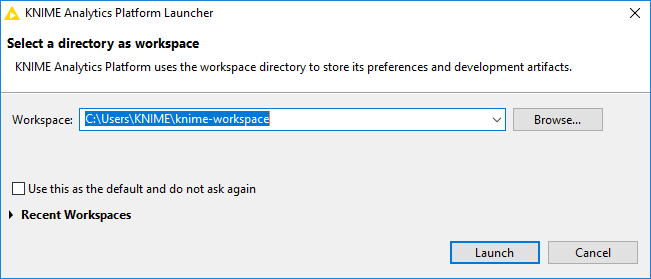 KNIME Analytics Platform Launcher
Select a directory as workspace
KNIME Analytics Platform uses the workspace directory to store its preferences and development artifacts.
Workspace: C:\Users\KNIME\knime-workspace Browse...
Use this as the default and do not ask again
Recent Workspaces
Launch Cancel